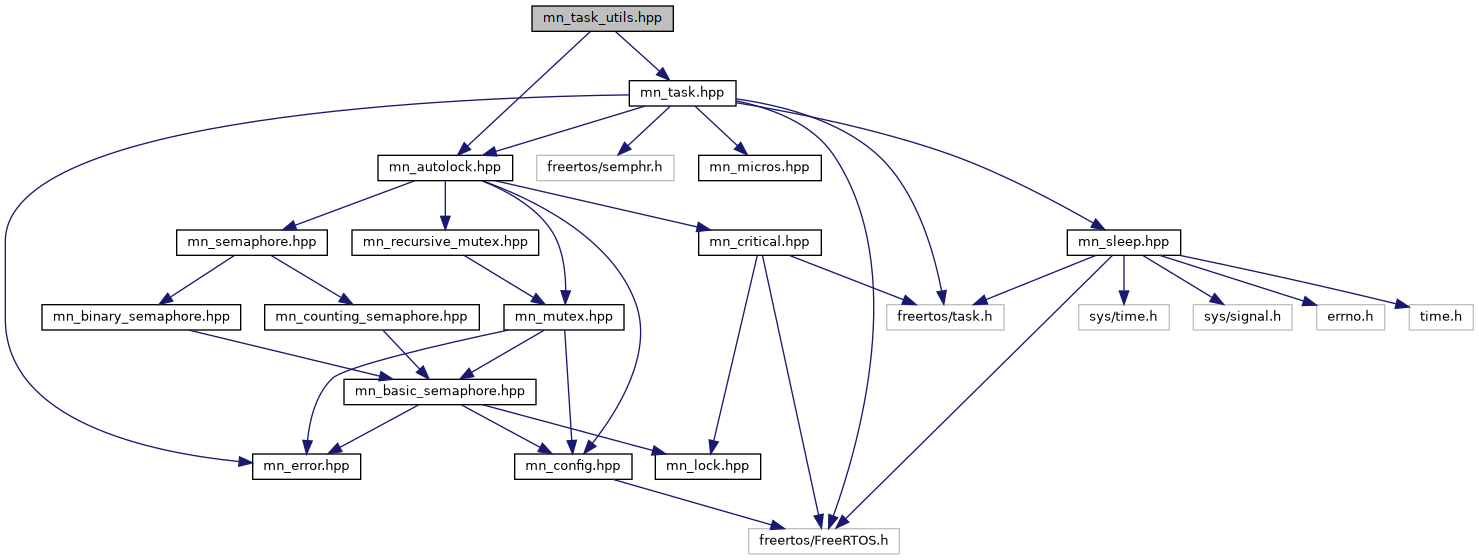 mn_task_utils.hpp
mn_task.hpp
mn_autolock.hpp
freertos/semphr.h
mn_micros.hpp
mn_semaphore.hpp
mn_recursive_mutex.hpp
mn_critical.hpp
mn_sleep.hpp
mn_binary_semaphore.hpp
mn_counting_semaphore.hpp
mn_mutex.hpp
freertos/task.h
sys/time.h
sys/signal.h
errno.h
time.h
mn_basic_semaphore.hpp
mn_error.hpp
mn_config.hpp
mn_lock.hpp
freertos/FreeRTOS.h